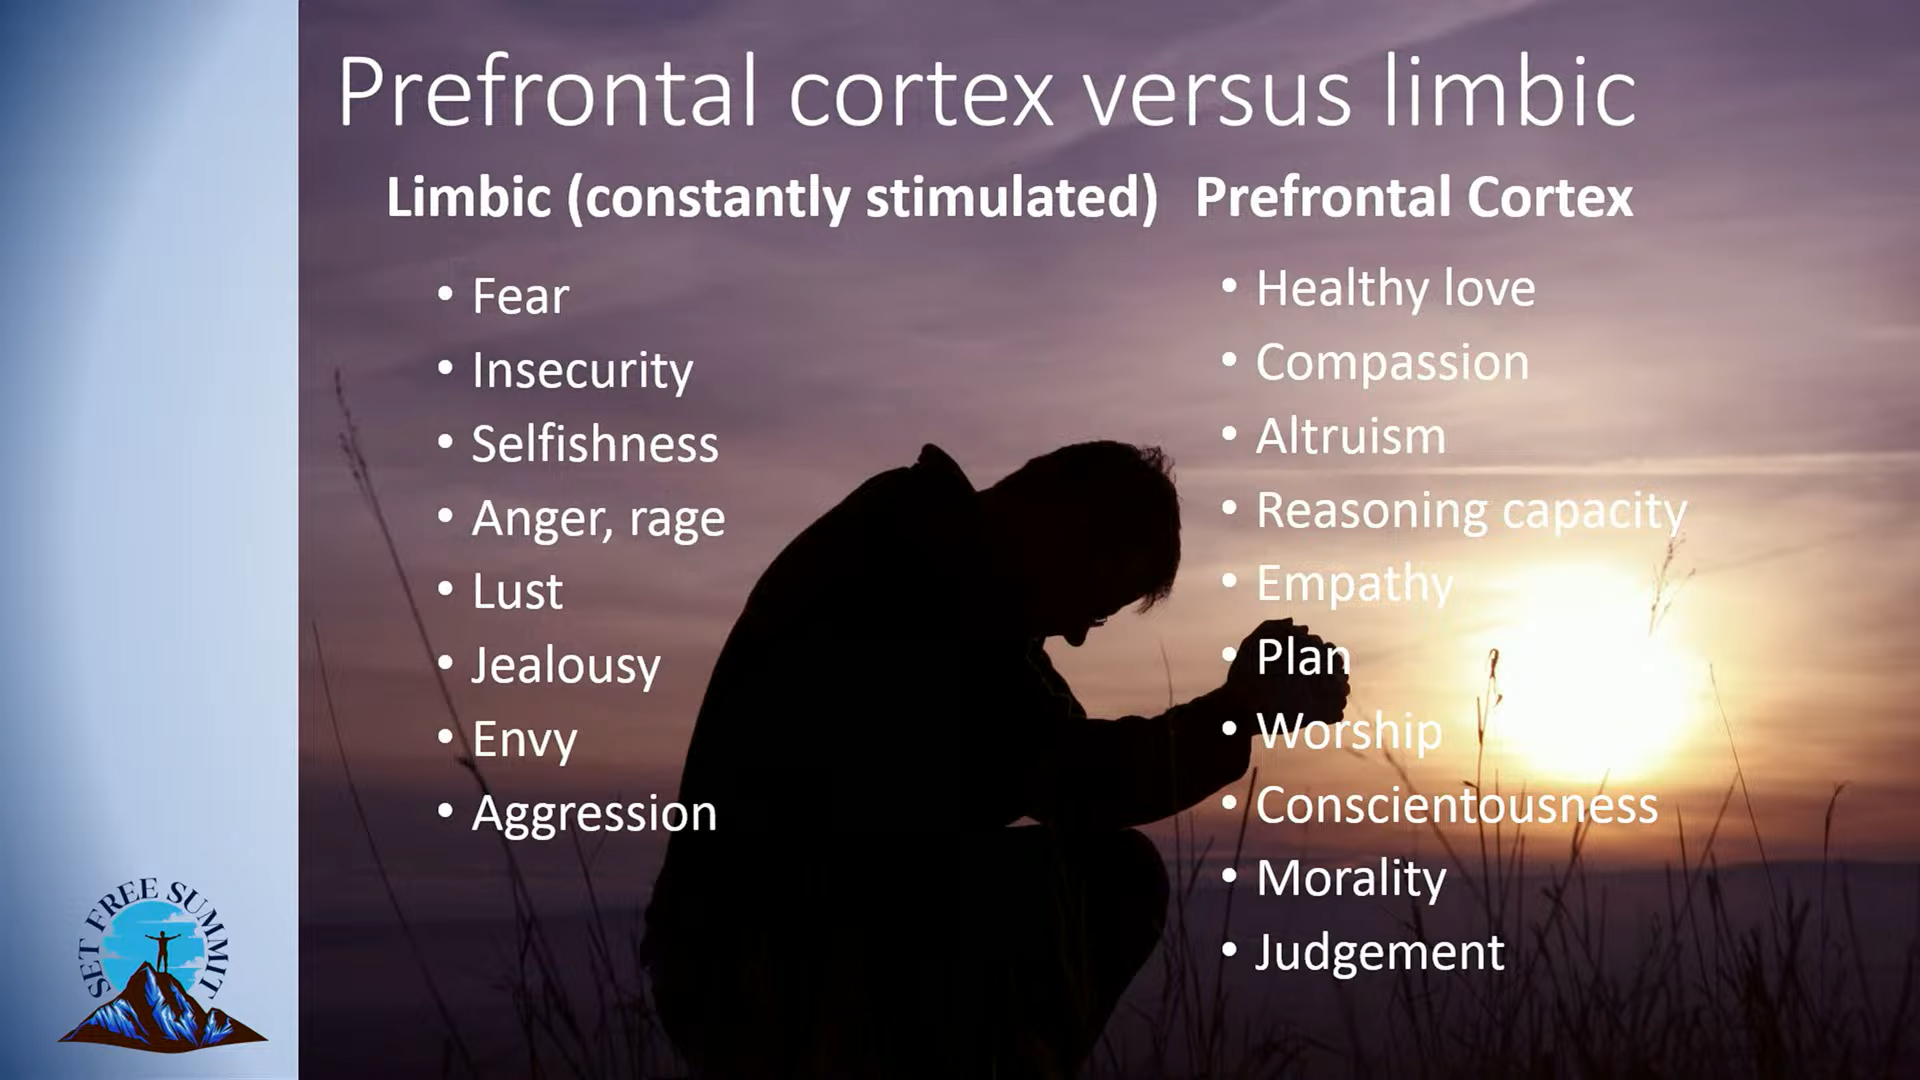 Prefrontal cortex versus limbic
Limbic (constantly stimulated)
• Fear
• Insecurity
• Selfishness
• Anger, rage
• Lust
• Jealousy
• Envy
• Aggression
Prefrontal Cortex
• Healthy love
• Compassion
• Altruism
• Reasoning capacity
• Empathy
• Plan
• Worship
• Conscientousness
• Morality
• Judgement
SET FREE SUMMIT